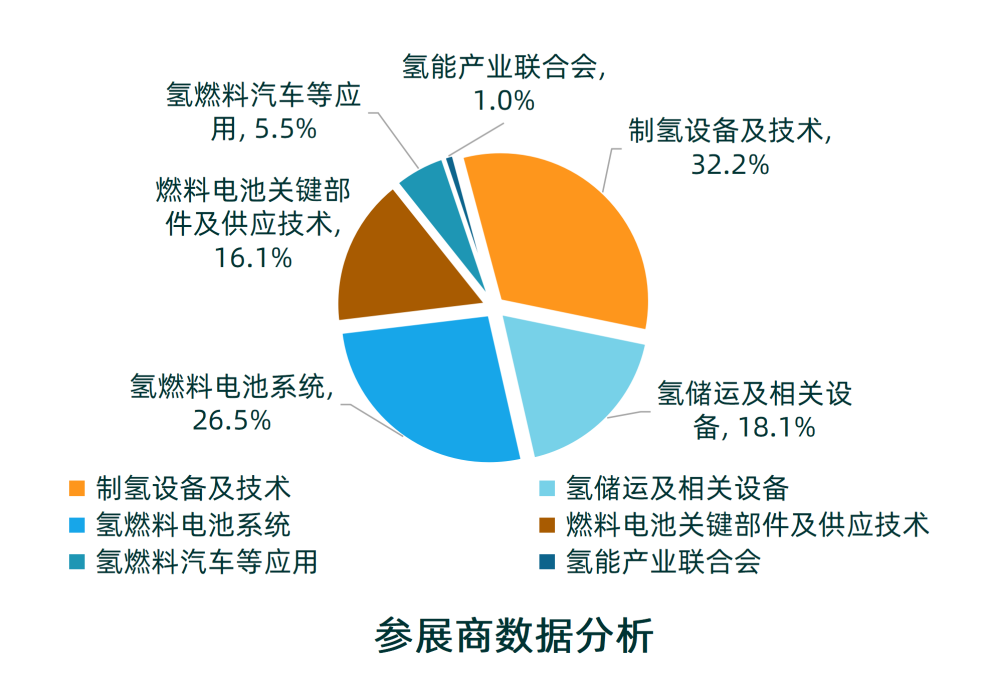 氢能产业联合会,
1.0%
氢燃料汽车等应
用, 5.5%
制氢设备及技术,
32.2%
燃料电池关键部
件及供应技术,
16.1%
氢燃料电池系统,
26.5%
氢储运及相关设
备, 18.1%
制氢设备及技术
氢储运及相关设备
氢燃料电池系统
燃料电池关键部件及供应技术
氢燃料汽车等应用
氢能产业联合会
参展商数据分析